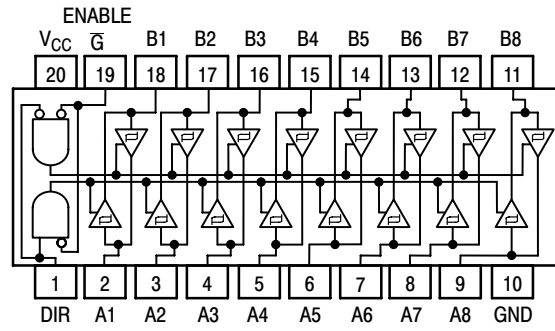 ENABLE
VCC G̅ B1 B2 B3 B4 B5 B6 B7 B8
20 19 18 17 16 15 14 13 12 11
1 2 3 4 5 6 7 8 9 10
DIR A1 A2 A3 A4 A5 A6 A7 A8 GND